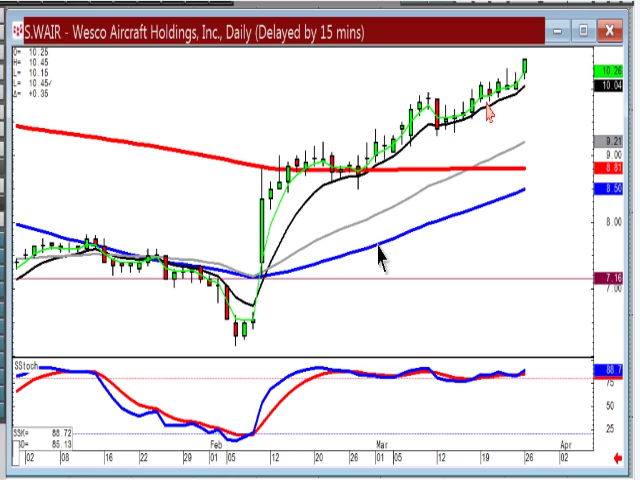 S.WAIR - Wesco Aircraft Holdings, Inc., Daily (Delayed by 15 mins)
O= 10.25
H= 10.45
L= 10.15
L= 10.45
Δ= +0.35
10.26
10.04
9.21
9.00
8.81
8.50
8.00
7.16
7.00
SStoch
88.7
75
50
25
SSK= 88.72
85.13
Feb Mar Apr
02 08 16 22 29 01 05 12 20 26 01 05 12 19 26 02